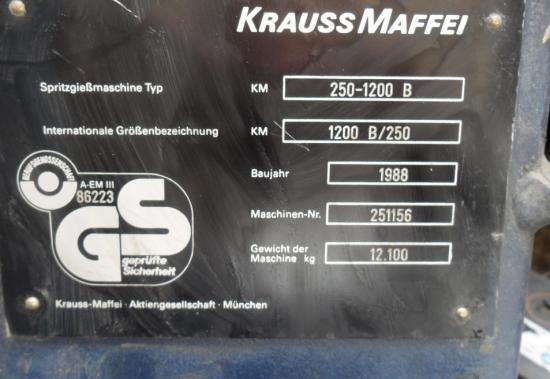 KRAUSS MAFFEI
Spritzgießmaschine Typ KM 250-1200 B
Internationale Größenbezeichnung KM 1200 B/250
Baujahr 1988
BERUFSGENOSSENSCHAFT
A-EM III
86223
Maschinen-Nr. 251156
GS
geprüfte
Sicherheit
Gewicht der
Maschine kg 12.100
Krauss-Maffei · Aktiengesellschaft · München